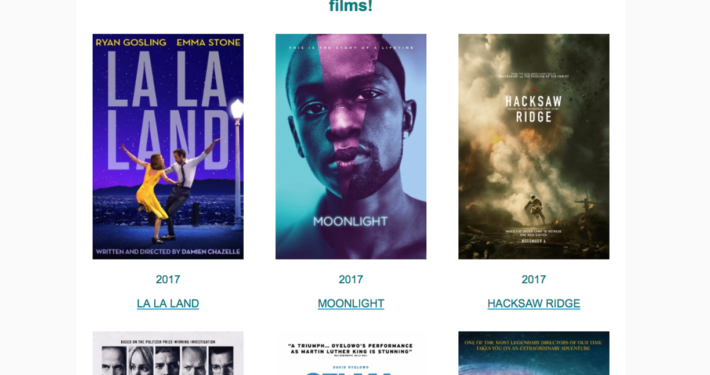 films!
RYAN GOSLING EMMA STONE
LA LA
LAND
WRITTEN AND DIRECTED BY DAMIEN CHAZELLE
THIS IS THE STORY OF A LIFETIME
MOONLIGHT
HACKSAW
RIDGE
NOVEMBER 4
2017
2017
2017
LA LA LAND
MOONLIGHT
HACKSAW RIDGE
BASED ON THE PULITZER PRIZE-WINNING INVESTIGATION
"A TRIUMPH... OYELOWO'S PERFORMANCE
AS MARTIN LUTHER KING IS STUNNING"
DAVID OYELOWO
ONE OF THE MOST LEGENDARY DIRECTORS OF OUR TIME
TAKES YOU ON AN EXTRAORDINARY ADVENTURE